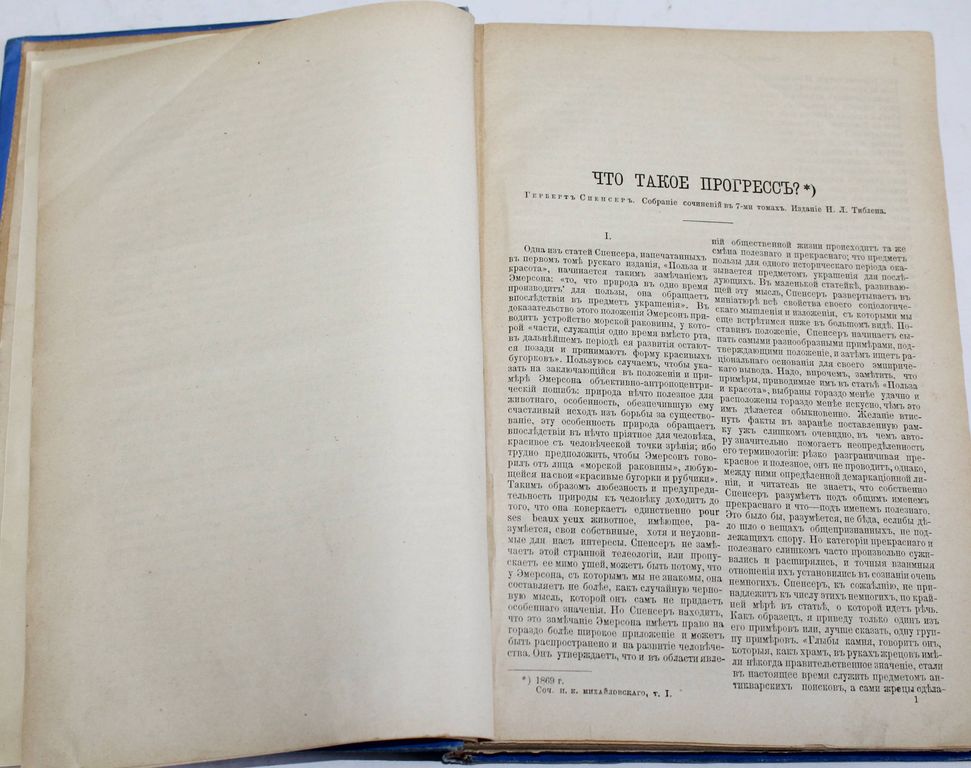 ЧТО ТАКОЕ ПРОГРЕССЪ? *)
Гербертъ Спенсеръ. Собраніе сочиненій въ 7-ми томахъ. Изданіе Н. Л. Тиблена.
I.
Одна изъ статей Спенсера, напечатанныхъ
въ первомъ томѣ рускаго изданія, «Польза и
красота», начинается такимъ замѣчаніемъ
Эмерсона: «то, что природа въ одно время
производитъ для пользы, она обращаетъ
впослѣдствіи въ предметъ украшенія». Въ
доказательство этого положенія Эмерсонъ при-
водитъ устройство морской раковины, у кото-
рой «части, служащія одно время вмѣсто рта,
въ дальнѣйшемъ періодѣ ея развитія остают-
ся позади и принимаютъ форму красивыхъ
бугорковъ». Пользуюсь случаемъ, чтобы ука-
зать на заключающійся въ положеніи и при-
мѣрѣ Эмерсона объективно-антропоцентри-
ческій пошибъ: природа нѣчто полезное для
животнаго, особенность, обезпечившую ему
счастливый исходъ изъ борьбы за существо-
ваніе, эту особенность природа обращаетъ
впослѣдствіи въ нѣчто пріятное для человѣка,
красивое съ человѣческой точки зрѣнія; ибо
трудно предположить, чтобы Эмерсонъ гово-
рилъ отъ лица «морской раковины», любую-
щейся на свои «красивые бугорки и рубчики».
Такимъ образомъ любезность и предупреди-
тельность природы къ человѣку доходитъ до
того, что она коверкаетъ единственно pour
ses beaux yeux животное, имѣющее, ра-
зумѣется, свои собствнные, хотя и неулови-
мые для насъ интересы. Спенсеръ не замѣ-
чаетъ этой странной телеологіи, или пропу-
скаетъ ее мимо ушей, можетъ быть потому, что
у Эмерсона, съ которымъ мы не знакомы, она
составляетъ не болѣе, какъ случайную черно-
вую мысль, которой онъ самъ не придаетъ
особеннаго значенія. Но Спенсеръ находитъ,
что это замѣчаніе Эмерсона имѣетъ право на
гораздо болѣе широкое приложеніе и можетъ
быть распространено и на развитіе человѣче-
ства. Онъ утверждаетъ, что и въ области явле-
*) 1869 г.
Соч. н. к. михайловскаго, т. I.
ній общественной жизни происходитъ та же
смѣна полезнаго и прекраснаго; что предметъ
пользы для одного историческаго періода ока-
зывается предметомъ украшенія для послѣ-
дующихъ. Въ маленькой статейкѣ, развиваю-
щей эту мысль, Спенсеръ развертываетъ въ
миніатюрѣ всѣ свойства своего соціологиче-
скаго мышленія и изложенія, съ которыми мы
еще встрѣтимся ниже въ большомъ видѣ. По-
ставивъ положеніе, Спенсеръ начинаетъ сы-
пать самыми разнообразными примѣрами, под-
тверждающими положеніе, и затѣмъ ищетъ ра-
ціональнаго основанія для своего эмпириче-
скаго вывода. Надо, впрочемъ, замѣтить, что
примѣры, приводимые имъ въ статьѣ «Польза
и красота», выбраны гораздо менѣе удачно и
расположены гораздо менѣе искусно, чѣмъ это
имъ дѣлается обыкновенно. Желаніе втис-
нуть факты въ заранѣе поставленную рам-
ку ужъ слишкомъ очевидно, въ чемъ авто-
ру значительно помогаетъ неопредѣленность
его терминологіи: рѣзко разграничивая пре-
красное и полезное, онъ не проводитъ, однако,
между ними опредѣленной демаркаціонной ли-
ніи, и читатель не знаетъ, что собственно
Спенсеръ разумѣетъ подъ общимъ именемъ
прекраснаго и что—подъ именемъ полезнаго.
Это было бы, разумѣется, не бѣда, еслибы дѣ-
ло шло о вещахъ общепризнанныхъ, не под-
лежащихъ спору. Но категоріи прекраснаго и
полезнаго слишкомъ часто произвольно сужи-
вались и расширялись, и точныя взаимныя
отношенія ихъ установились въ сознаніи очень
немногихъ. Спенсеръ, къ сожалѣнію, не при-
надлежитъ къ числу этихъ немногихъ, по край-
ней мѣрѣ въ статьѣ, о которой идетъ рѣчь.
Какъ образецъ, я приведу только одинъ изъ
его примѣровъ или, лучше сказать, одну груп-
пу примѣровъ. «Глыбы камня, говоритъ онъ,
которыя, какъ храмъ, въ рукахъ жрецовъ имѣ-
ли нѣкогда правительственное значеніе, стали
въ настоящее время служить предметомъ ан-
тикварскихъ поисковъ, а сами жрецы сдѣла-
1